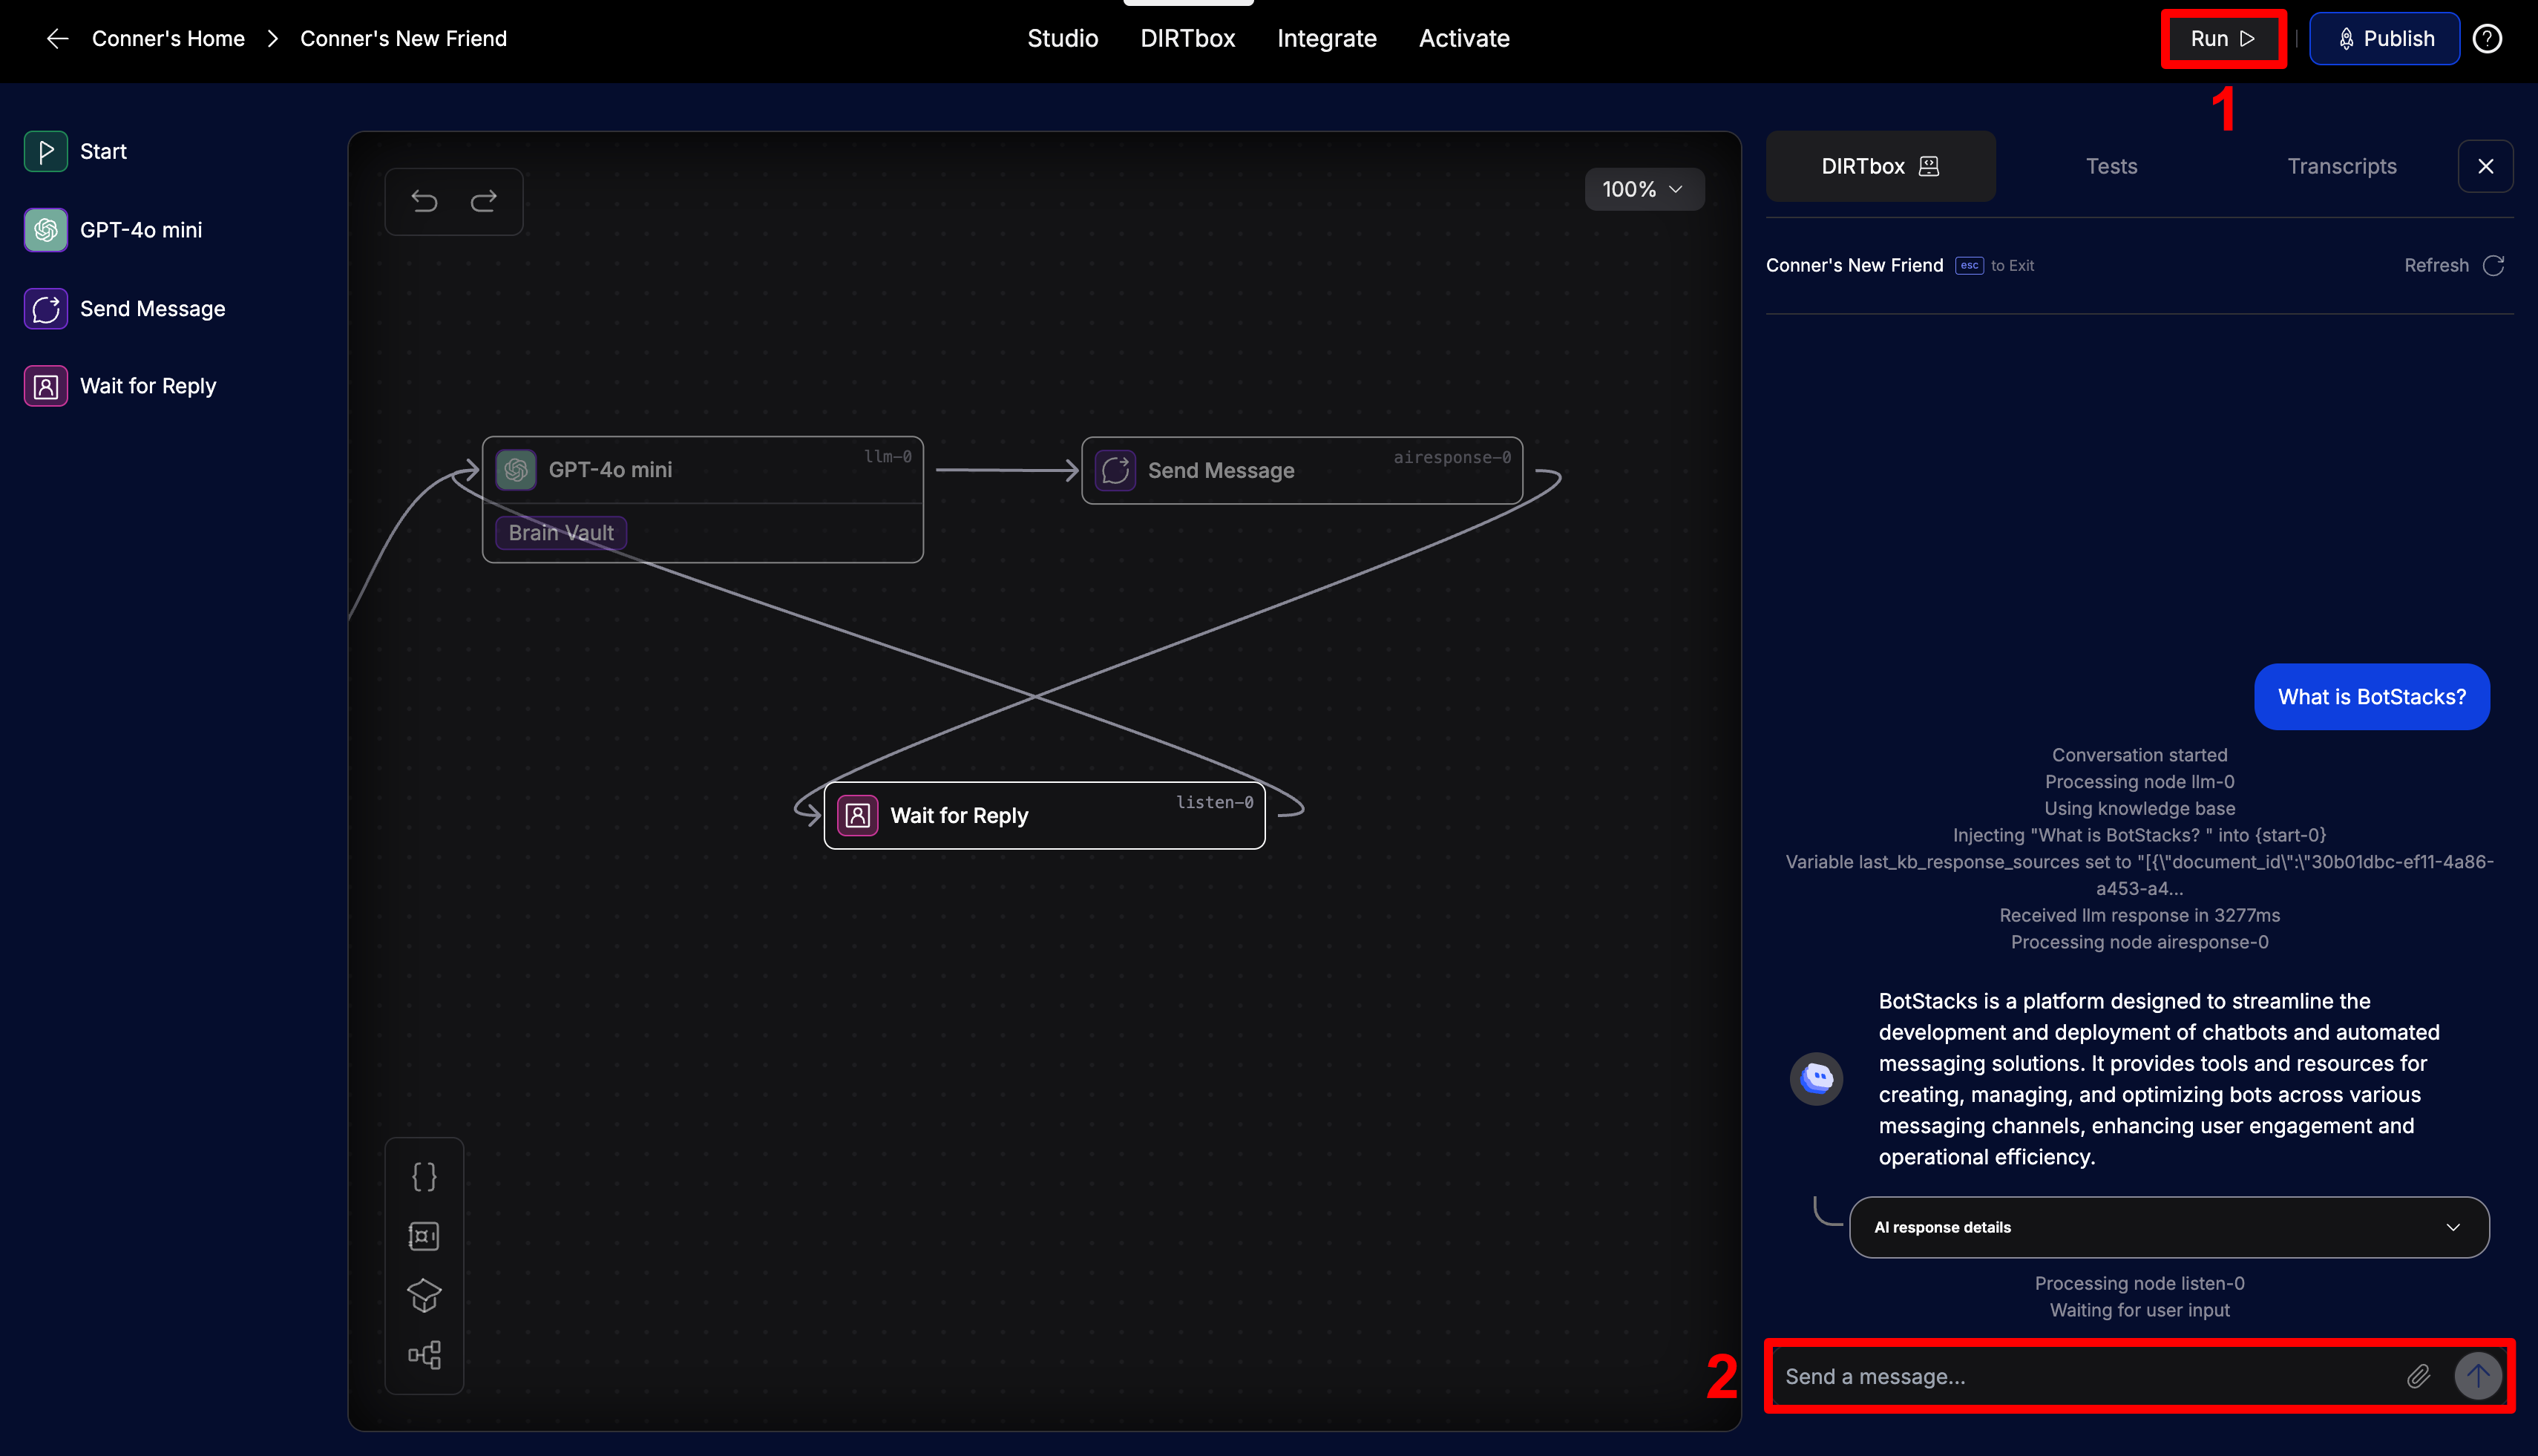 Conner's Home > Conner's New Friend
Studio
DIRTbox
Integrate
Activate
Run
Publish
1
Start
GPT-4o mini
Send Message
Wait for Reply
100%
GPT-4o mini
llm-0
Brain Vault
Send Message
airesponse-0
Wait for Reply
listen-0
DIRTbox
Tests
Transcripts
Conner's New Friend esc to Exit
Refresh
What is BotStacks?
Conversation started
Processing node llm-0
Using knowledge base
Injecting "What is BotStacks? " into {start-0}
Variable last_kb_response_sources set to "[{\"document_id\":\"30b01dbc-ef11-4a86-
a453-a4...
Received llm response in 3277ms
Processing node airesponse-0
BotStacks is a platform designed to streamline the
development and deployment of chatbots and automated
messaging solutions. It provides tools and resources for
creating, managing, and optimizing bots across various
messaging channels, enhancing user engagement and
operational efficiency.
AI response details
Processing node listen-0
Waiting for user input
2
Send a message...